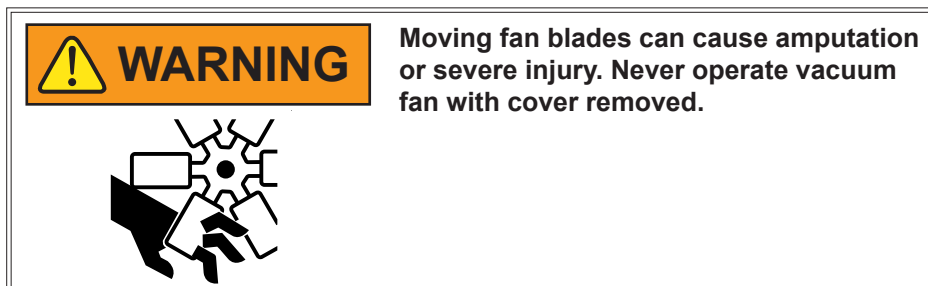 WARNING
Moving fan blades can cause amputation
or severe injury. Never operate vacuum
fan with cover removed.